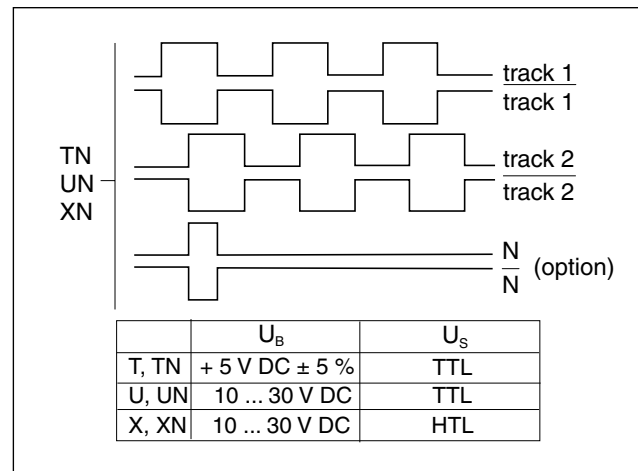 track 1
track 1
TN
UN
XN
track 2
track 2
N
N
(option)
U_B U_S
T, TN + 5 V DC ± 5 % TTL
U, UN 10 ... 30 V DC TTL
X, XN 10 ... 30 V DC HTL